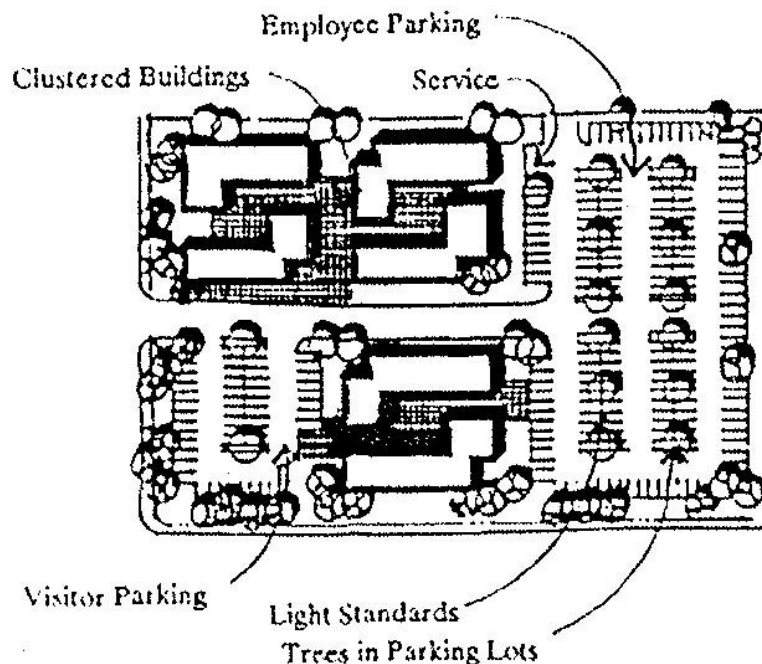 Employee Parking
Clustered Buildings
Service
Visitor Parking
Light Standards
Trees in Parking Lots